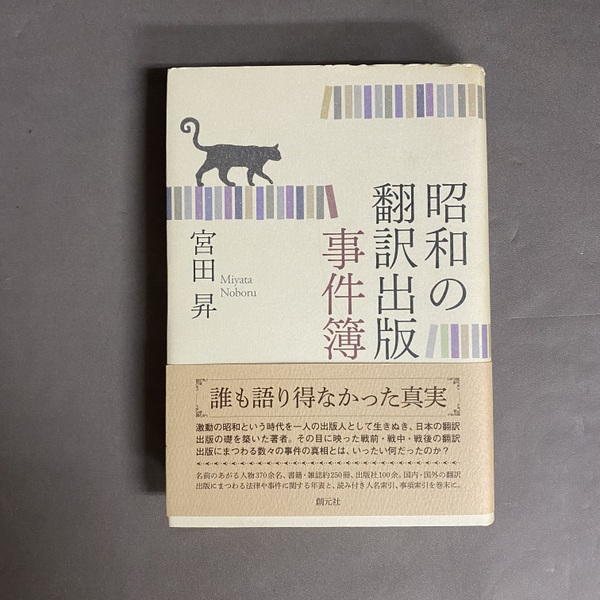 昭和の
翻訳出版
事件簿
宮田 昇
Miyata
Noboru
誰も語り得なかった真実
激動の昭和という時代を一人の出版人として生きぬき、日本の翻訳
出版の礎を築いた著者。その目に映った戦前・戦中・戦後の翻訳
出版にまつわる数々の事件の真相とは、いったい何だったのか?
名前のあがる人物370余名、書籍・雑誌約250冊、出版社100余。国内・国外の翻訳
出版にまつわる法律や事件に関する年表と、読み付き人名索引、事項索引を巻末に。
創元社